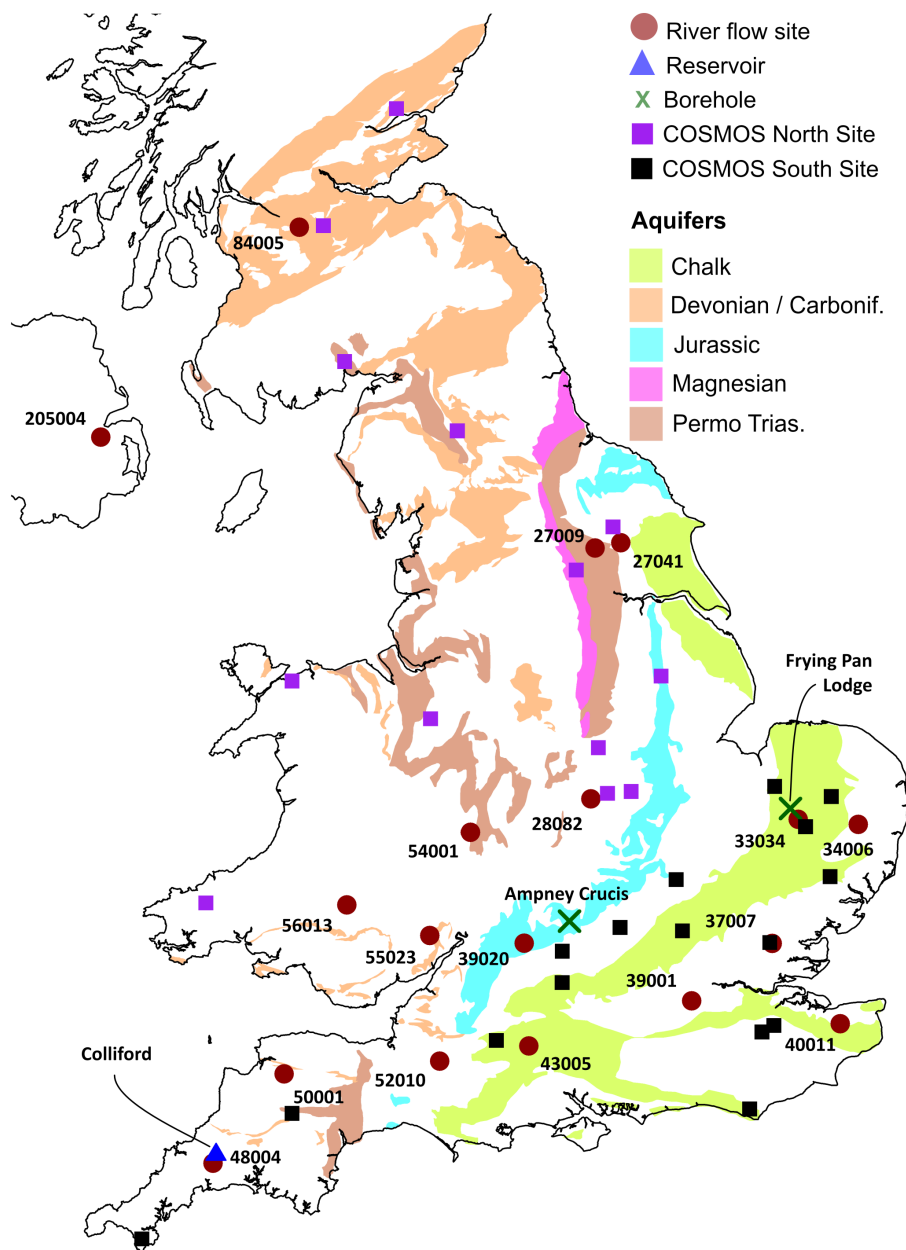 River flow site
Reservoir
X Borehole
COSMOS North Site
COSMOS South Site
Aquifers
Chalk
Devonian / Carbonif.
Jurassic
Magnesian
Permo Trias.
84005
205004
27009
27041
Frying Pan
Lodge
28082
33034
34006
54001
Ampney Crucis
56013
37007
55023
39020
39001
40011
Colliford
52010
43005
50001
48004